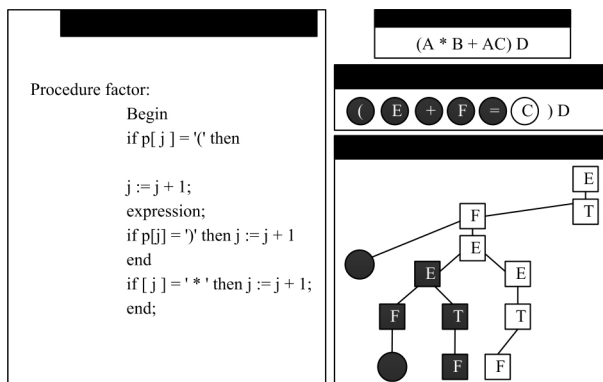 Procedure factor:
Begin
if p[ j ] = '(' then
j := j + 1;
expression;
if p[j] = ')' then j := j + 1
end
if [ j ] = ' * ' then j := j + 1;
end;
(A * B + AC) D
( E + F = C ) D
E
T
F
E
E E
F T T
F F